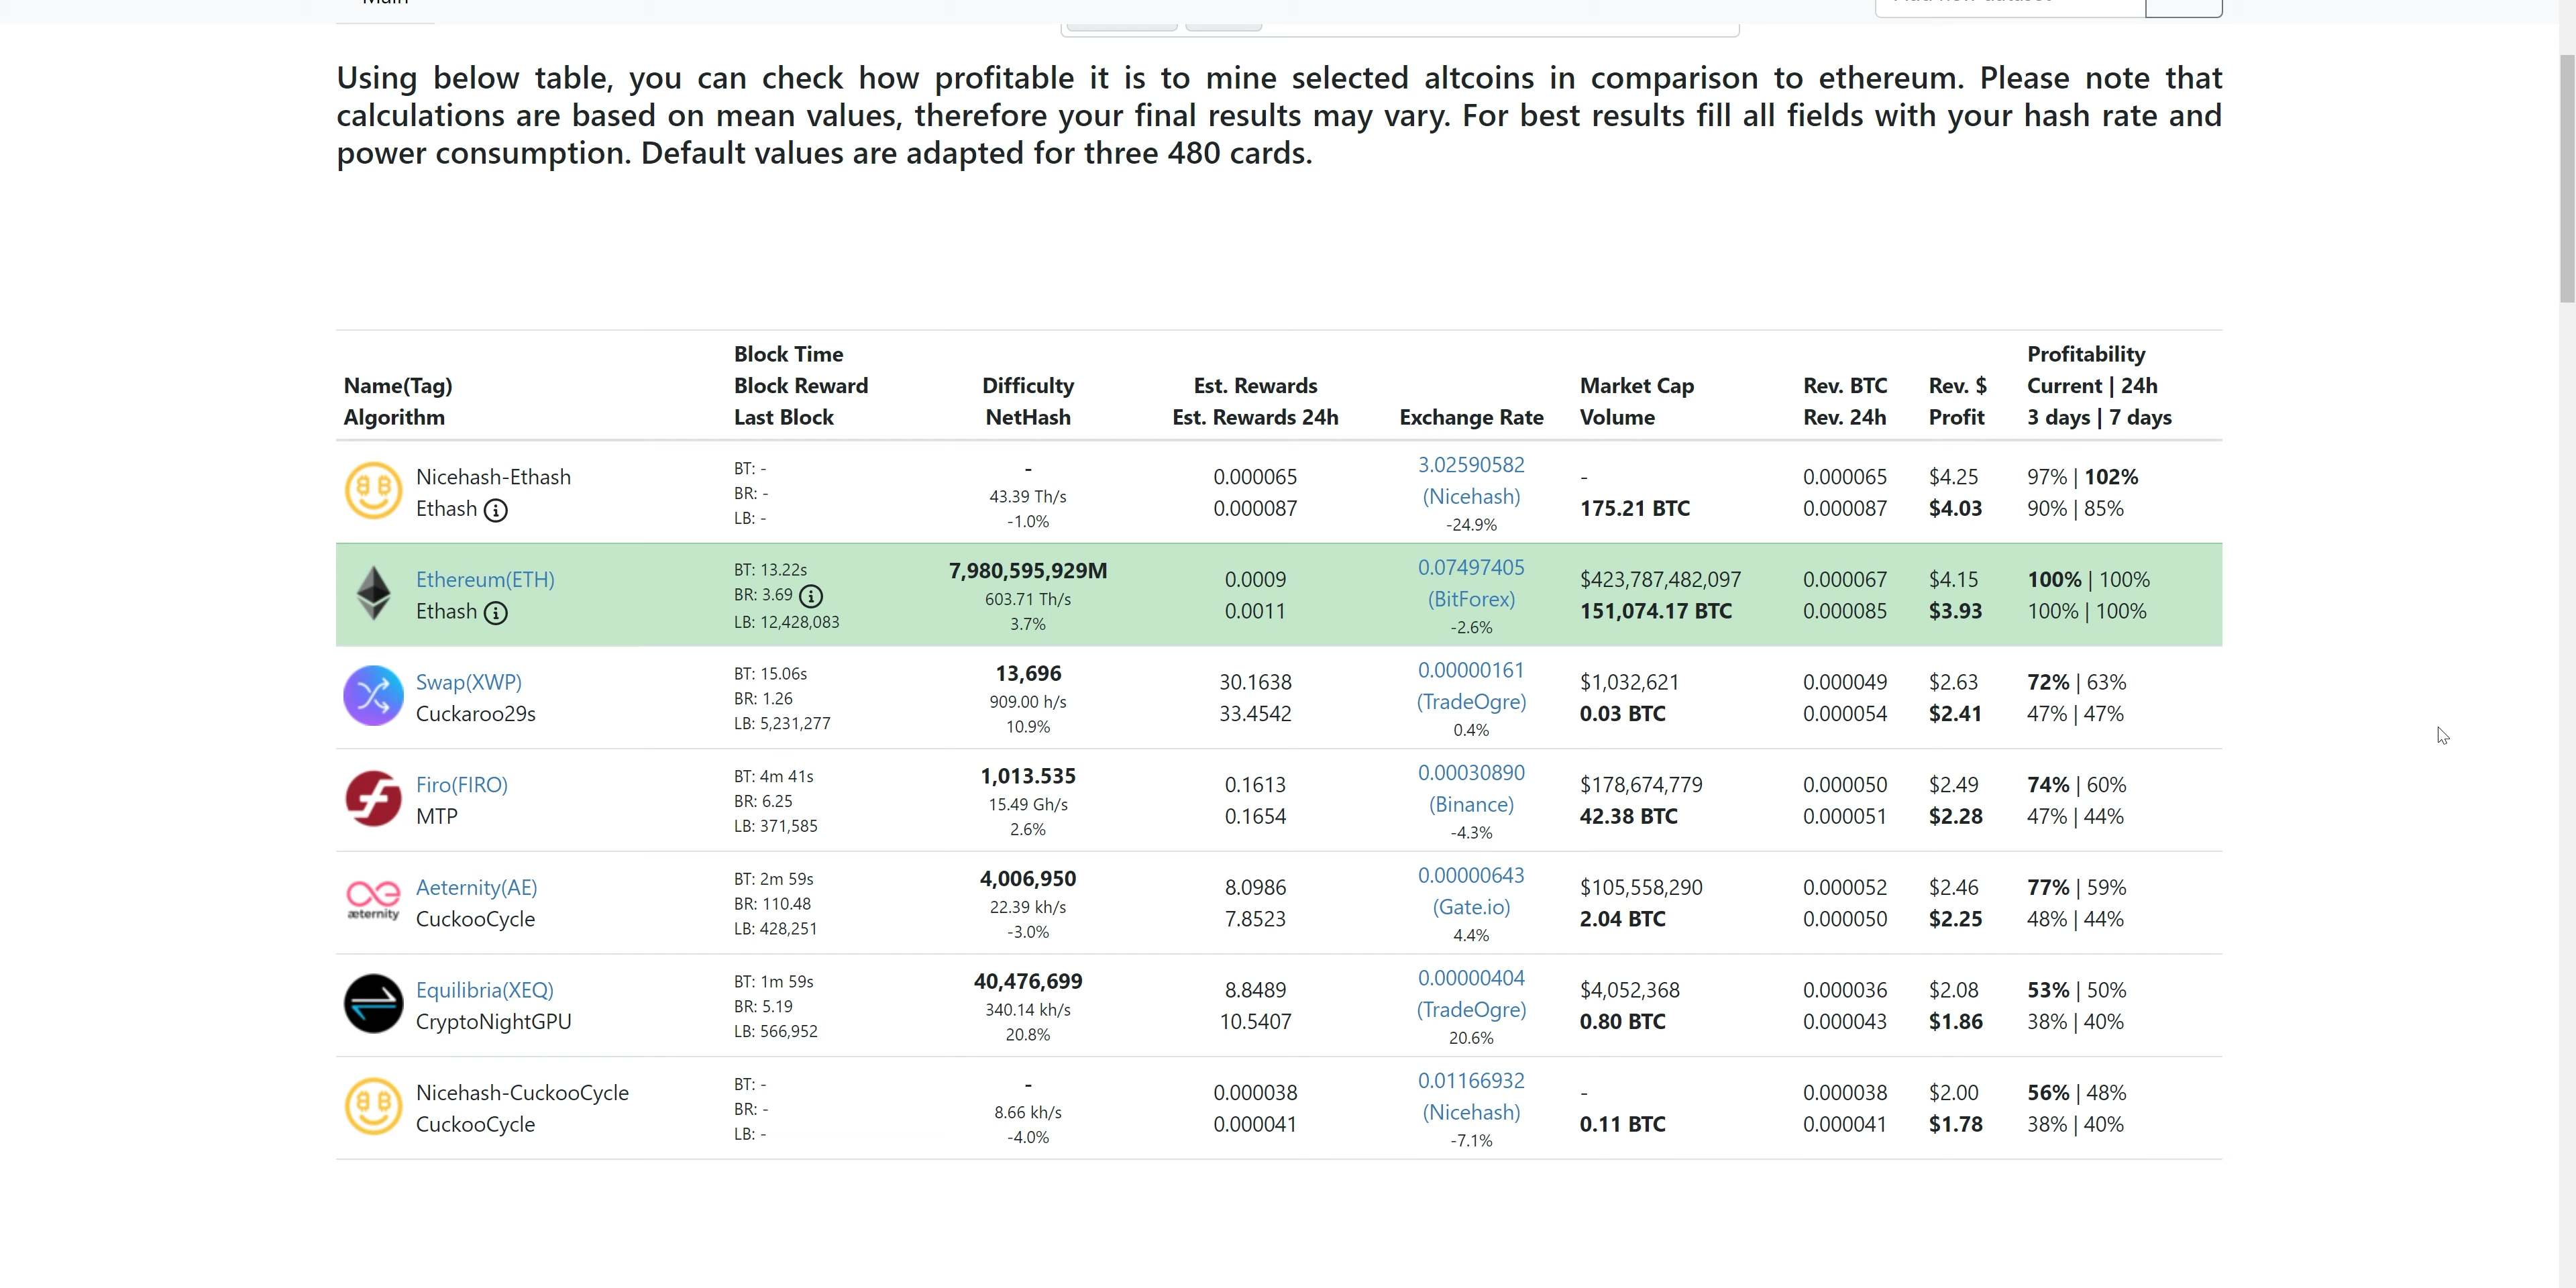 Using below table, you can check how profitable it is to mine selected altcoins in comparison to ethereum. Please note that
calculations are based on mean values, therefore your final results may vary. For best results fill all fields with your hash rate and
power consumption. Default values are adapted for three 480 cards.
Name(Tag)
Algorithm
Block Time
Block Reward
Last Block
Difficulty
NetHash
Est. Rewards
Est. Rewards 24h
Exchange Rate
Market Cap
Volume
Rev. BTC
Rev. 24h
Rev. $
Profit
Profitability
Current | 24h
3 days | 7 days
Nicehash-Ethash
Ethash
BT: -
BR: -
LB: -
-
43.39 Th/s
-1.0%
0.000065
0.000087
3.02590582
(Nicehash)
-24.9%
-
175.21 BTC
0.000065
0.000087
$4.25
$4.03
97% | 102%
90% | 85%
Ethereum(ETH)
Ethash
BT: 13.22s
BR: 3.69
LB: 12,428,083
7,980,595,929M
603.71 Th/s
3.7%
0.0009
0.0011
0.07497405
(BitForex)
-2.6%
$423,787,482,097
151,074.17 BTC
0.000067
0.000085
$4.15
$3.93
100% | 100%
100% | 100%
Swap(XWP)
Cuckaroo29s
BT: 15.06s
BR: 1.26
LB: 5,231,277
13,696
909.00 h/s
10.9%
30.1638
33.4542
0.00000161
(TradeOgre)
0.4%
$1,032,621
0.03 BTC
0.000049
0.000054
$2.63
$2.41
72% | 63%
47% | 47%
Firo(FIRO)
MTP
BT: 4m 41s
BR: 6.25
LB: 371,585
1,013.535
15.49 Gh/s
2.6%
0.1613
0.1654
0.00030890
(Binance)
-4.3%
$178,674,779
42.38 BTC
0.000050
0.000051
$2.49
$2.28
74% | 60%
47% | 44%
æternity
Aeternity(AE)
CuckooCycle
BT: 2m 59s
BR: 110.48
LB: 428,251
4,006,950
22.39 kh/s
-3.0%
8.0986
7.8523
0.00000643
(Gate.io)
4.4%
$105,558,290
2.04 BTC
0.000052
0.000050
$2.46
$2.25
77% | 59%
48% | 44%
Equilibria(XEQ)
CryptoNightGPU
BT: 1m 59s
BR: 5.19
LB: 566,952
40,476,699
340.14 kh/s
20.8%
8.8489
10.5407
0.00000404
(TradeOgre)
20.6%
$4,052,368
0.80 BTC
0.000036
0.000043
$2.08
$1.86
53% | 50%
38% | 40%
Nicehash-CuckooCycle
CuckooCycle
BT: -
BR: -
LB: -
-
8.66 kh/s
-4.0%
0.000038
0.000041
0.01166932
(Nicehash)
-7.1%
-
0.11 BTC
0.000038
0.000041
$2.00
$1.78
56% | 48%
38% | 40%